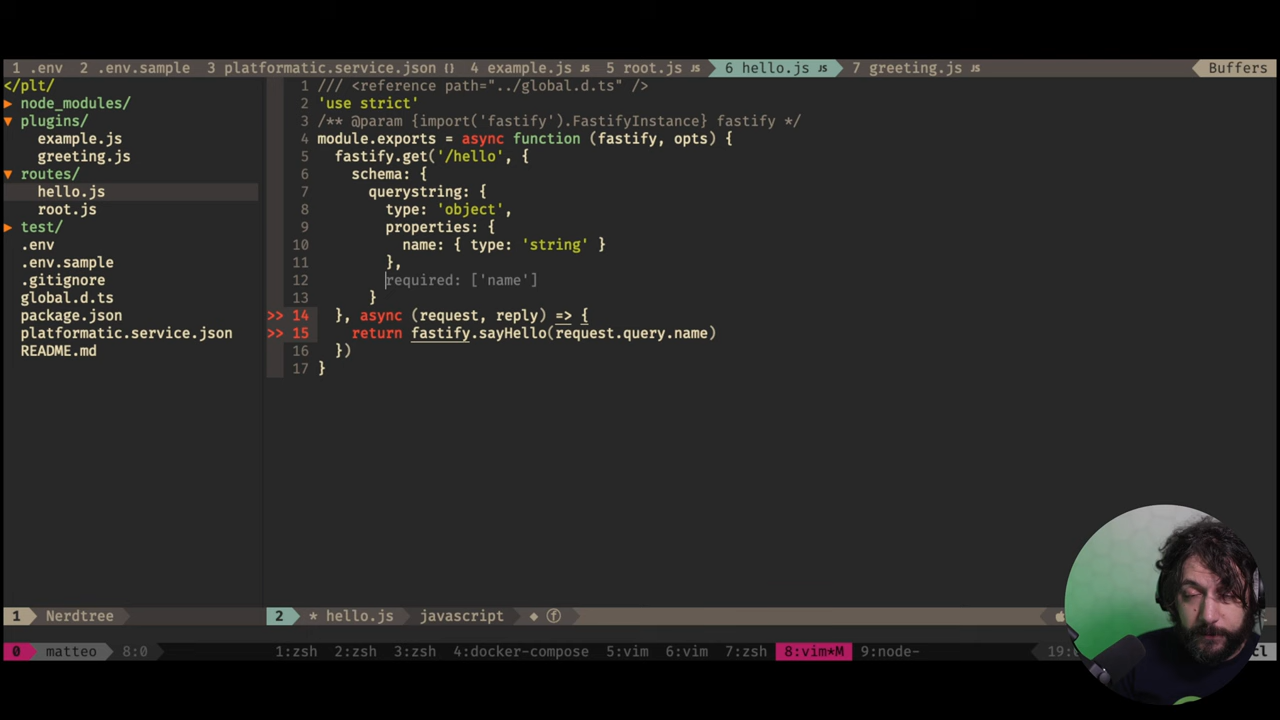 1 .env 2 .env.sample 3 platformatic.service.json {} 4 example.js JS 5 root.js JS 6 hello.js JS 7 greeting.js JS Buffers
</plt/
▸ node_modules/
▾ plugins/
example.js
greeting.js
▾ routes/
hello.js
root.js
▸ test/
.env
.env.sample
.gitignore
global.d.ts
package.json
platformatic.service.json
README.md
1 /// <reference path="../global.d.ts" />
2 'use strict'
3 /** @param {import('fastify').FastifyInstance} fastify */
4 module.exports = async function (fastify, opts) {
5 fastify.get('/hello', {
6 schema: {
7 querystring: {
8 type: 'object',
9 properties: {
10 name: { type: 'string' }
11 },
12 required: ['name']
13 }
>> 14 }, async (request, reply) => {
>> 15 return fastify.sayHello(request.query.name)
16 })
17 }
1 Nerdtree 2 * hello.js javascript ◆ ⓕ
0 matteo 8:0 1:zsh 2:zsh 3:zsh 4:docker-compose 5:vim 6:vim 7:zsh 8:vim*M 9:node-